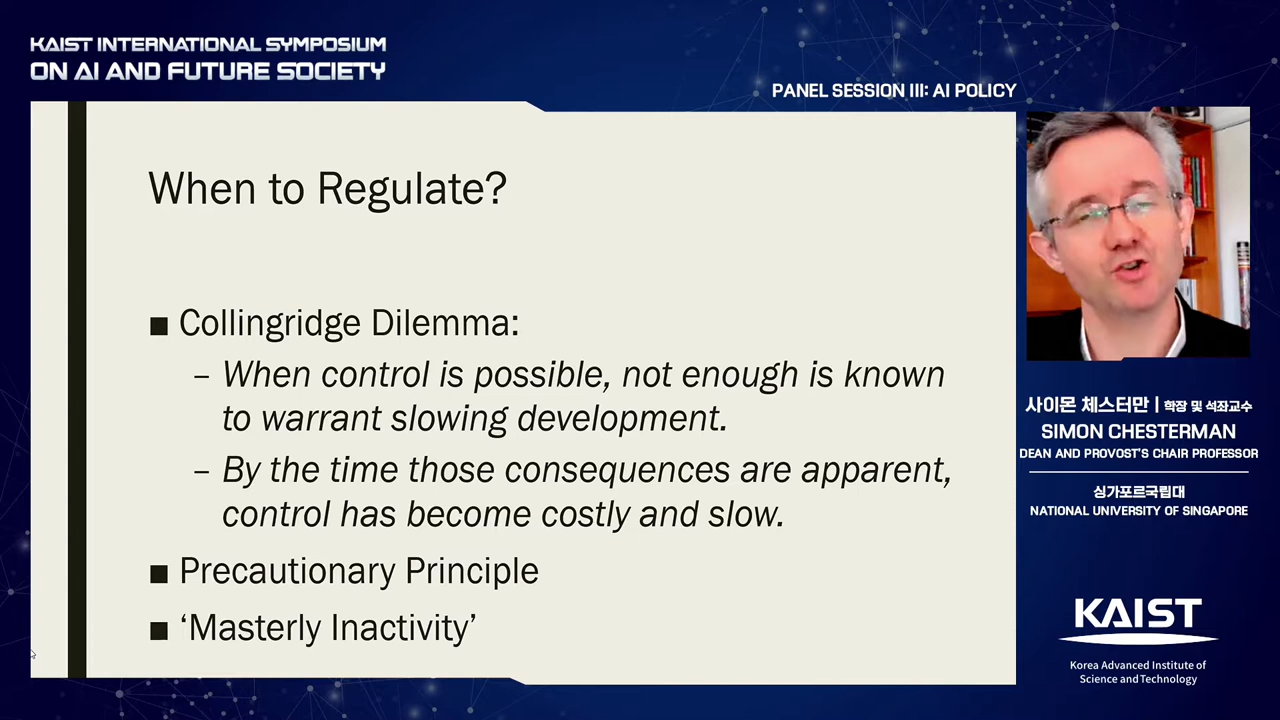 KAIST INTERNATIONAL SYMPOSIUM
ON AI AND FUTURE SOCIETY
PANEL SESSION III: AI POLICY
When to Regulate?
■ Collingridge Dilemma:
– When control is possible, not enough is known
to warrant slowing development.
– By the time those consequences are apparent,
control has become costly and slow.
■ Precautionary Principle
■ ‘Masterly Inactivity’
사이몬 체스터만 | 학장 및 석좌교수
SIMON CHESTERMAN
DEAN AND PROVOST'S CHAIR PROFESSOR
싱가포르국립대
NATIONAL UNIVERSITY OF SINGAPORE
KAIST
Korea Advanced Institute of
Science and Technology